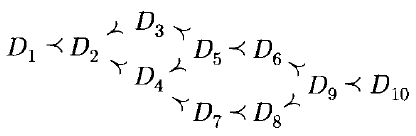 D₃
D₁ ≺ D₂ ≺ ≺ D₅ ≺ D₆
≺ D₄ ≺ ≺ D₉ ≺ D₁₀
≺ D₇ ≺ D₈ ≺